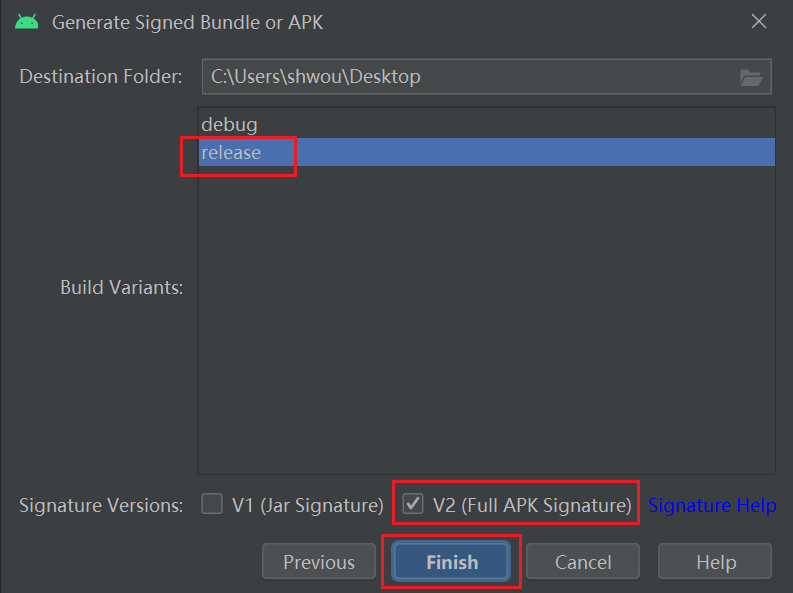 Generate Signed Bundle or APK
Destination Folder: C:\Users\shwou\Desktop
debug
release
Build Variants:
Signature Versions: V1 (Jar Signature) V2 (Full APK Signature) Signature Help
Previous Finish Cancel Help